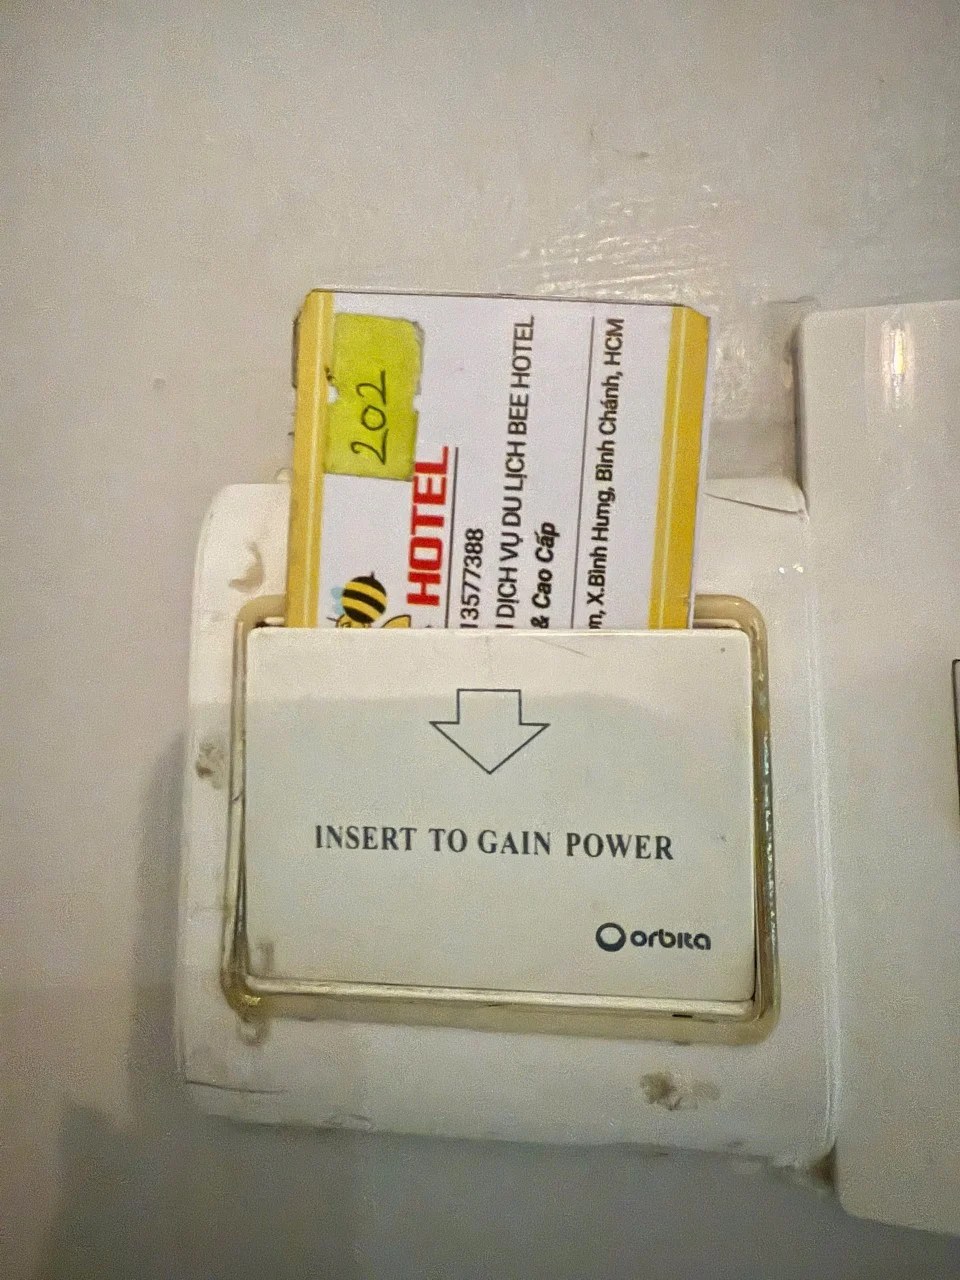 202
HOTEL
13577388
DỊCH VỤ DU LỊCH BEE HOTEL
& Cao Cấp
X.Bình Hưng, Bình Chánh, HCM
INSERT TO GAIN POWER
orbita